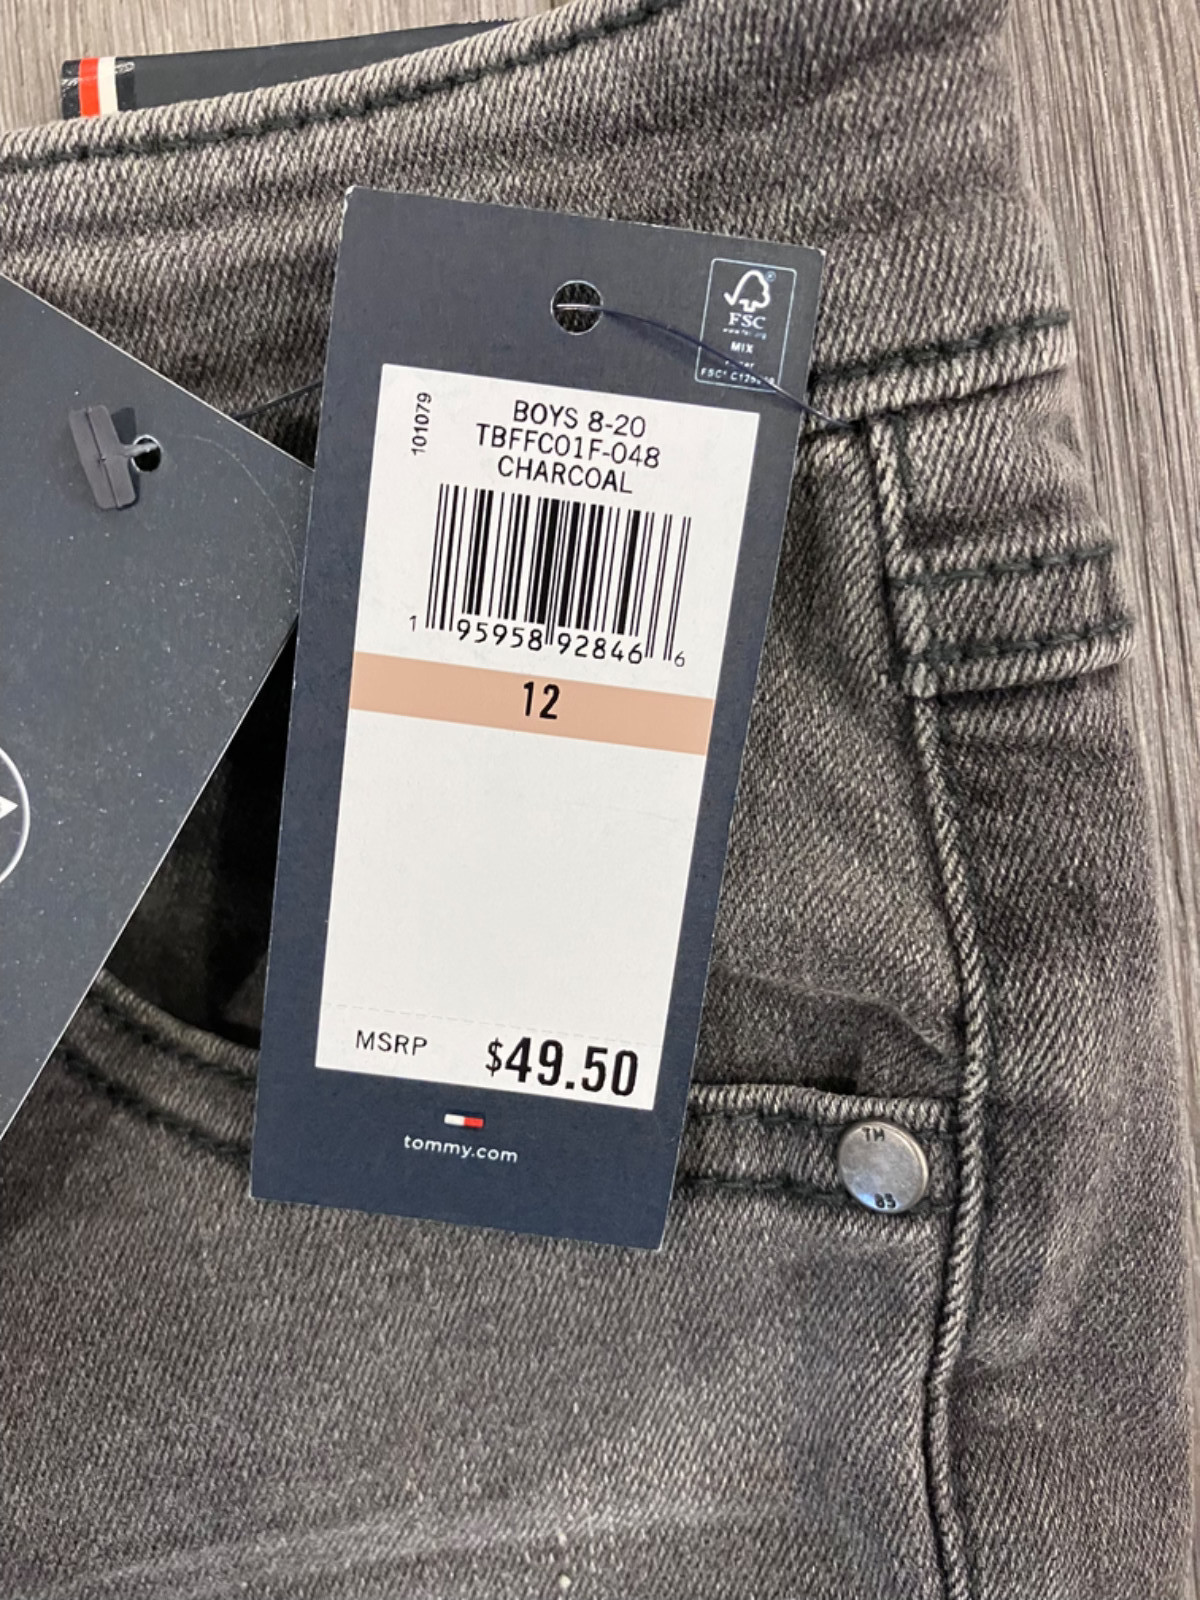 FSC
MIX
101079
BOYS 8-20
TBFFC01F-048
CHARCOAL
1 95958 92846 6
12
MSRP $49.50
tommy.com
TM
85